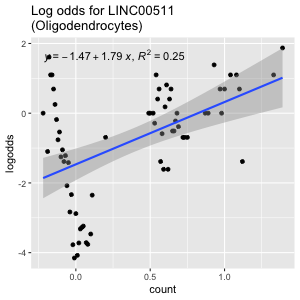 Log odds for LINC00511
(Oligodendrocytes)
y = −1.47 + 1.79 x, R² = 0.25
2
0
-2
-4
logodds
0.0 0.5 1.0
count